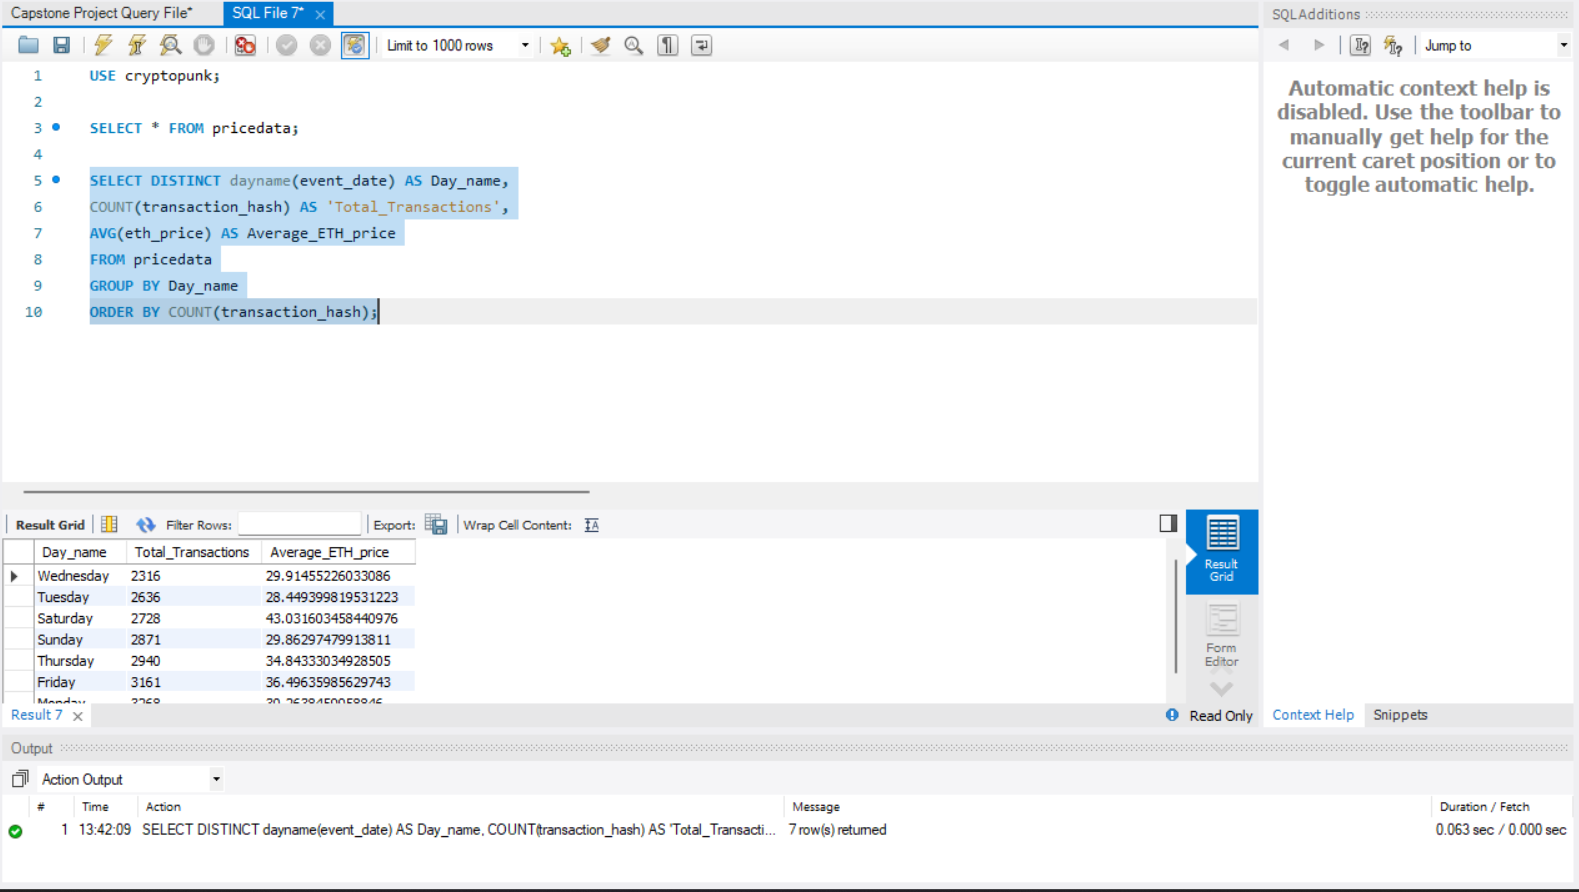 Capstone Project Query File*
SQL File 7*
SQLAdditions
Limit to 1000 rows
Jump to
1 USE cryptopunk;
2
3 SELECT * FROM pricedata;
4
5 SELECT DISTINCT dayname(event_date) AS Day_name,
6 COUNT(transaction_hash) AS 'Total_Transactions',
7 AVG(eth_price) AS Average_ETH_price
8 FROM pricedata
9 GROUP BY Day_name
10 ORDER BY COUNT(transaction_hash);
Automatic context help is
disabled. Use the toolbar to
manually get help for the
current caret position or to
toggle automatic help.
Result Grid Filter Rows: Export: Wrap Cell Content:
Day_name Total_Transactions Average_ETH_price
Wednesday 2316 29.91455226033086
Tuesday 2636 28.449399819531223
Saturday 2728 43.031603458440976
Sunday 2871 29.86297479913811
Thursday 2940 34.84333034928505
Friday 3161 36.49635985629743
Monday 3268
Result
Grid
Form
Editor
Result 7
Read Only
Context Help Snippets
Output
Action Output
# Time Action Message Duration / Fetch
1 13:42:09 SELECT DISTINCT dayname(event_date) AS Day_name, COUNT(transaction_hash) AS 'Total_Transacti... 7 row(s) returned 0.063 sec / 0.000 sec